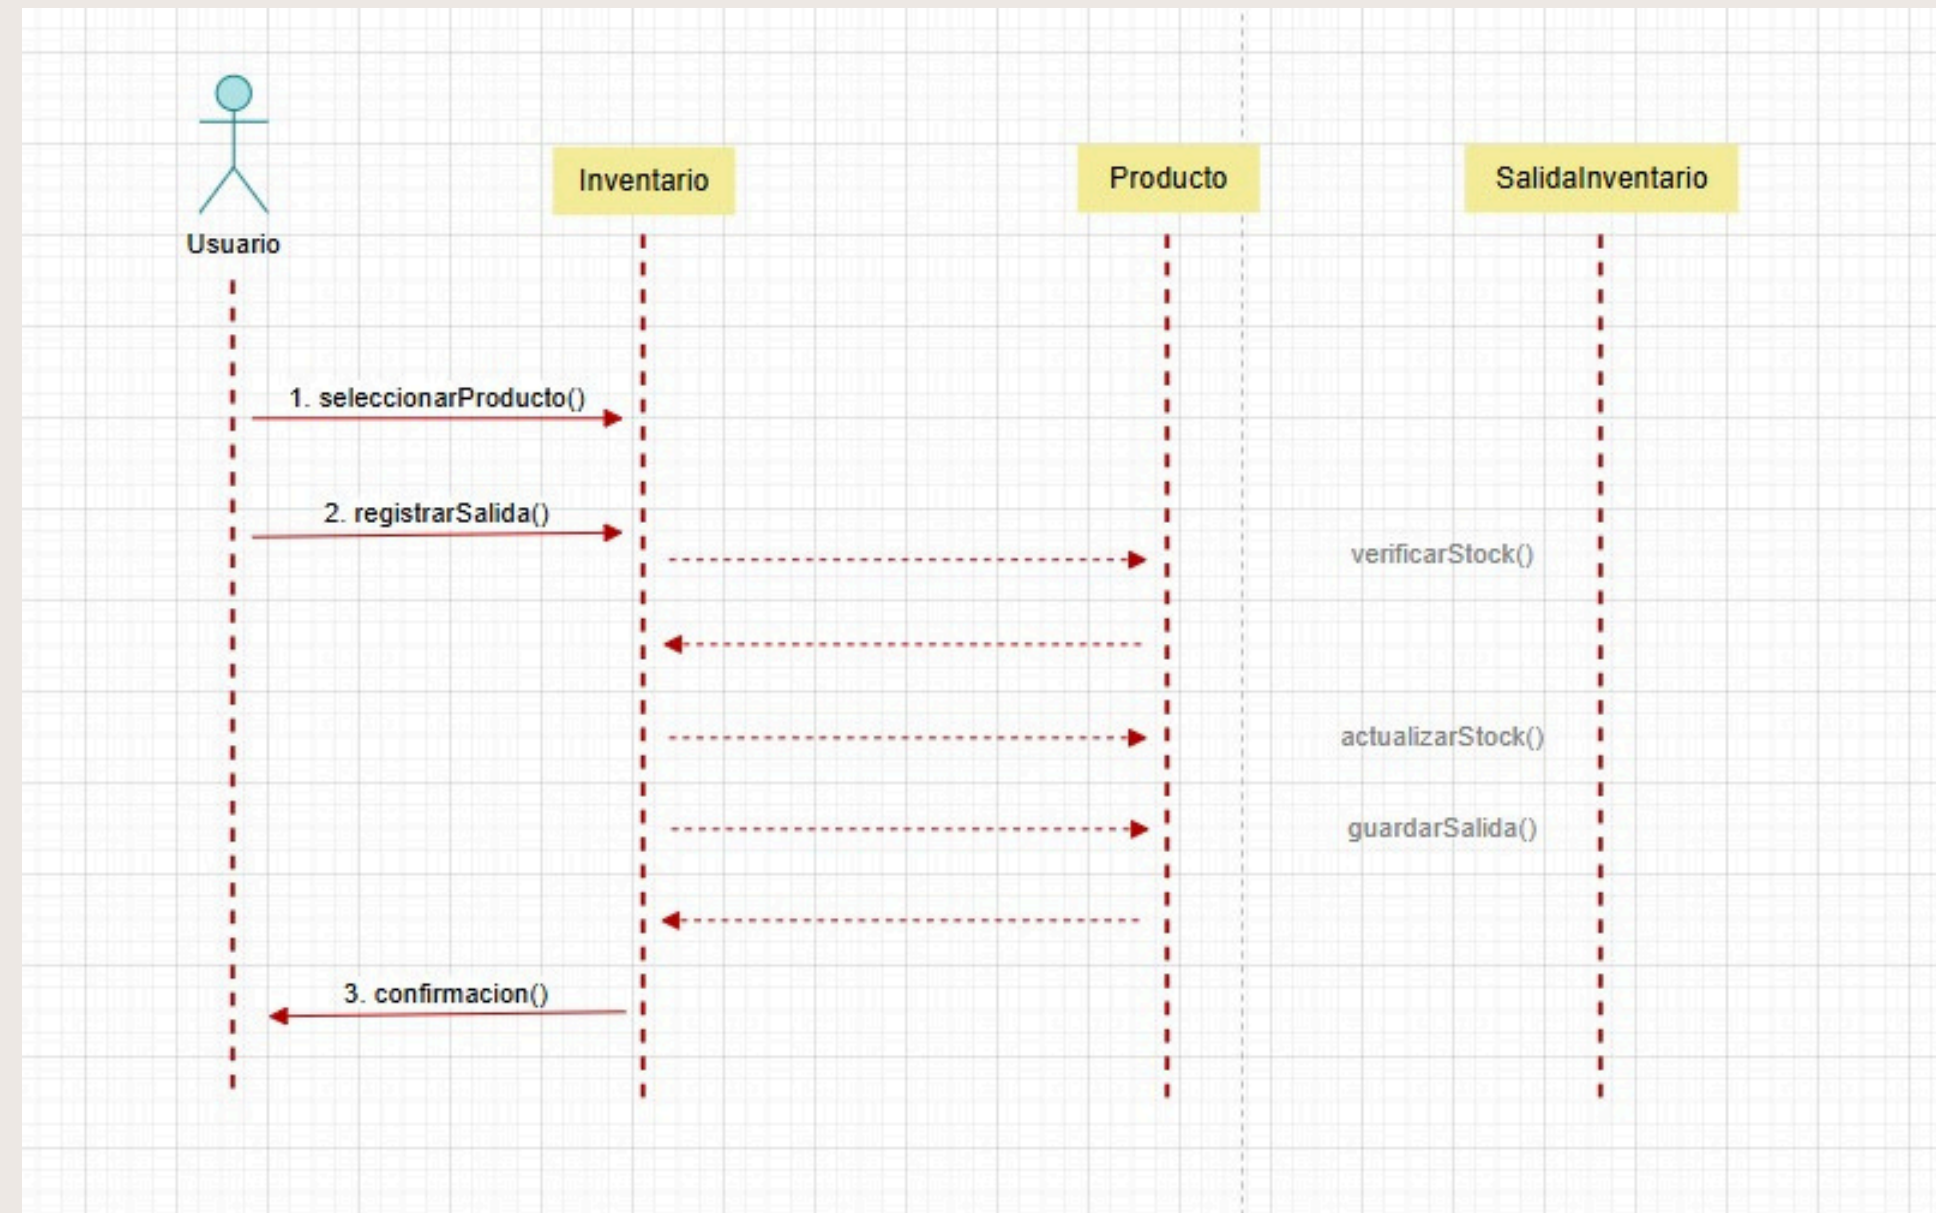 Inventario
Producto
SalidaInventario
Usuario
1. seleccionarProducto()
2. registrarSalida()
verificarStock()
actualizarStock()
guardarSalida()
3. confirmacion()